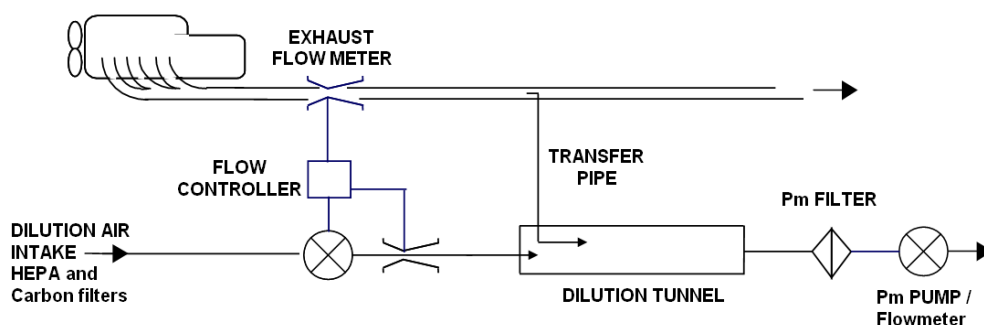 EXHAUST
FLOW METER
FLOW
CONTROLLER
TRANSFER
PIPE
Pm FILTER
DILUTION AIR
INTAKE
HEPA and
Carbon filters
DILUTION TUNNEL
Pm PUMP /
Flowmeter